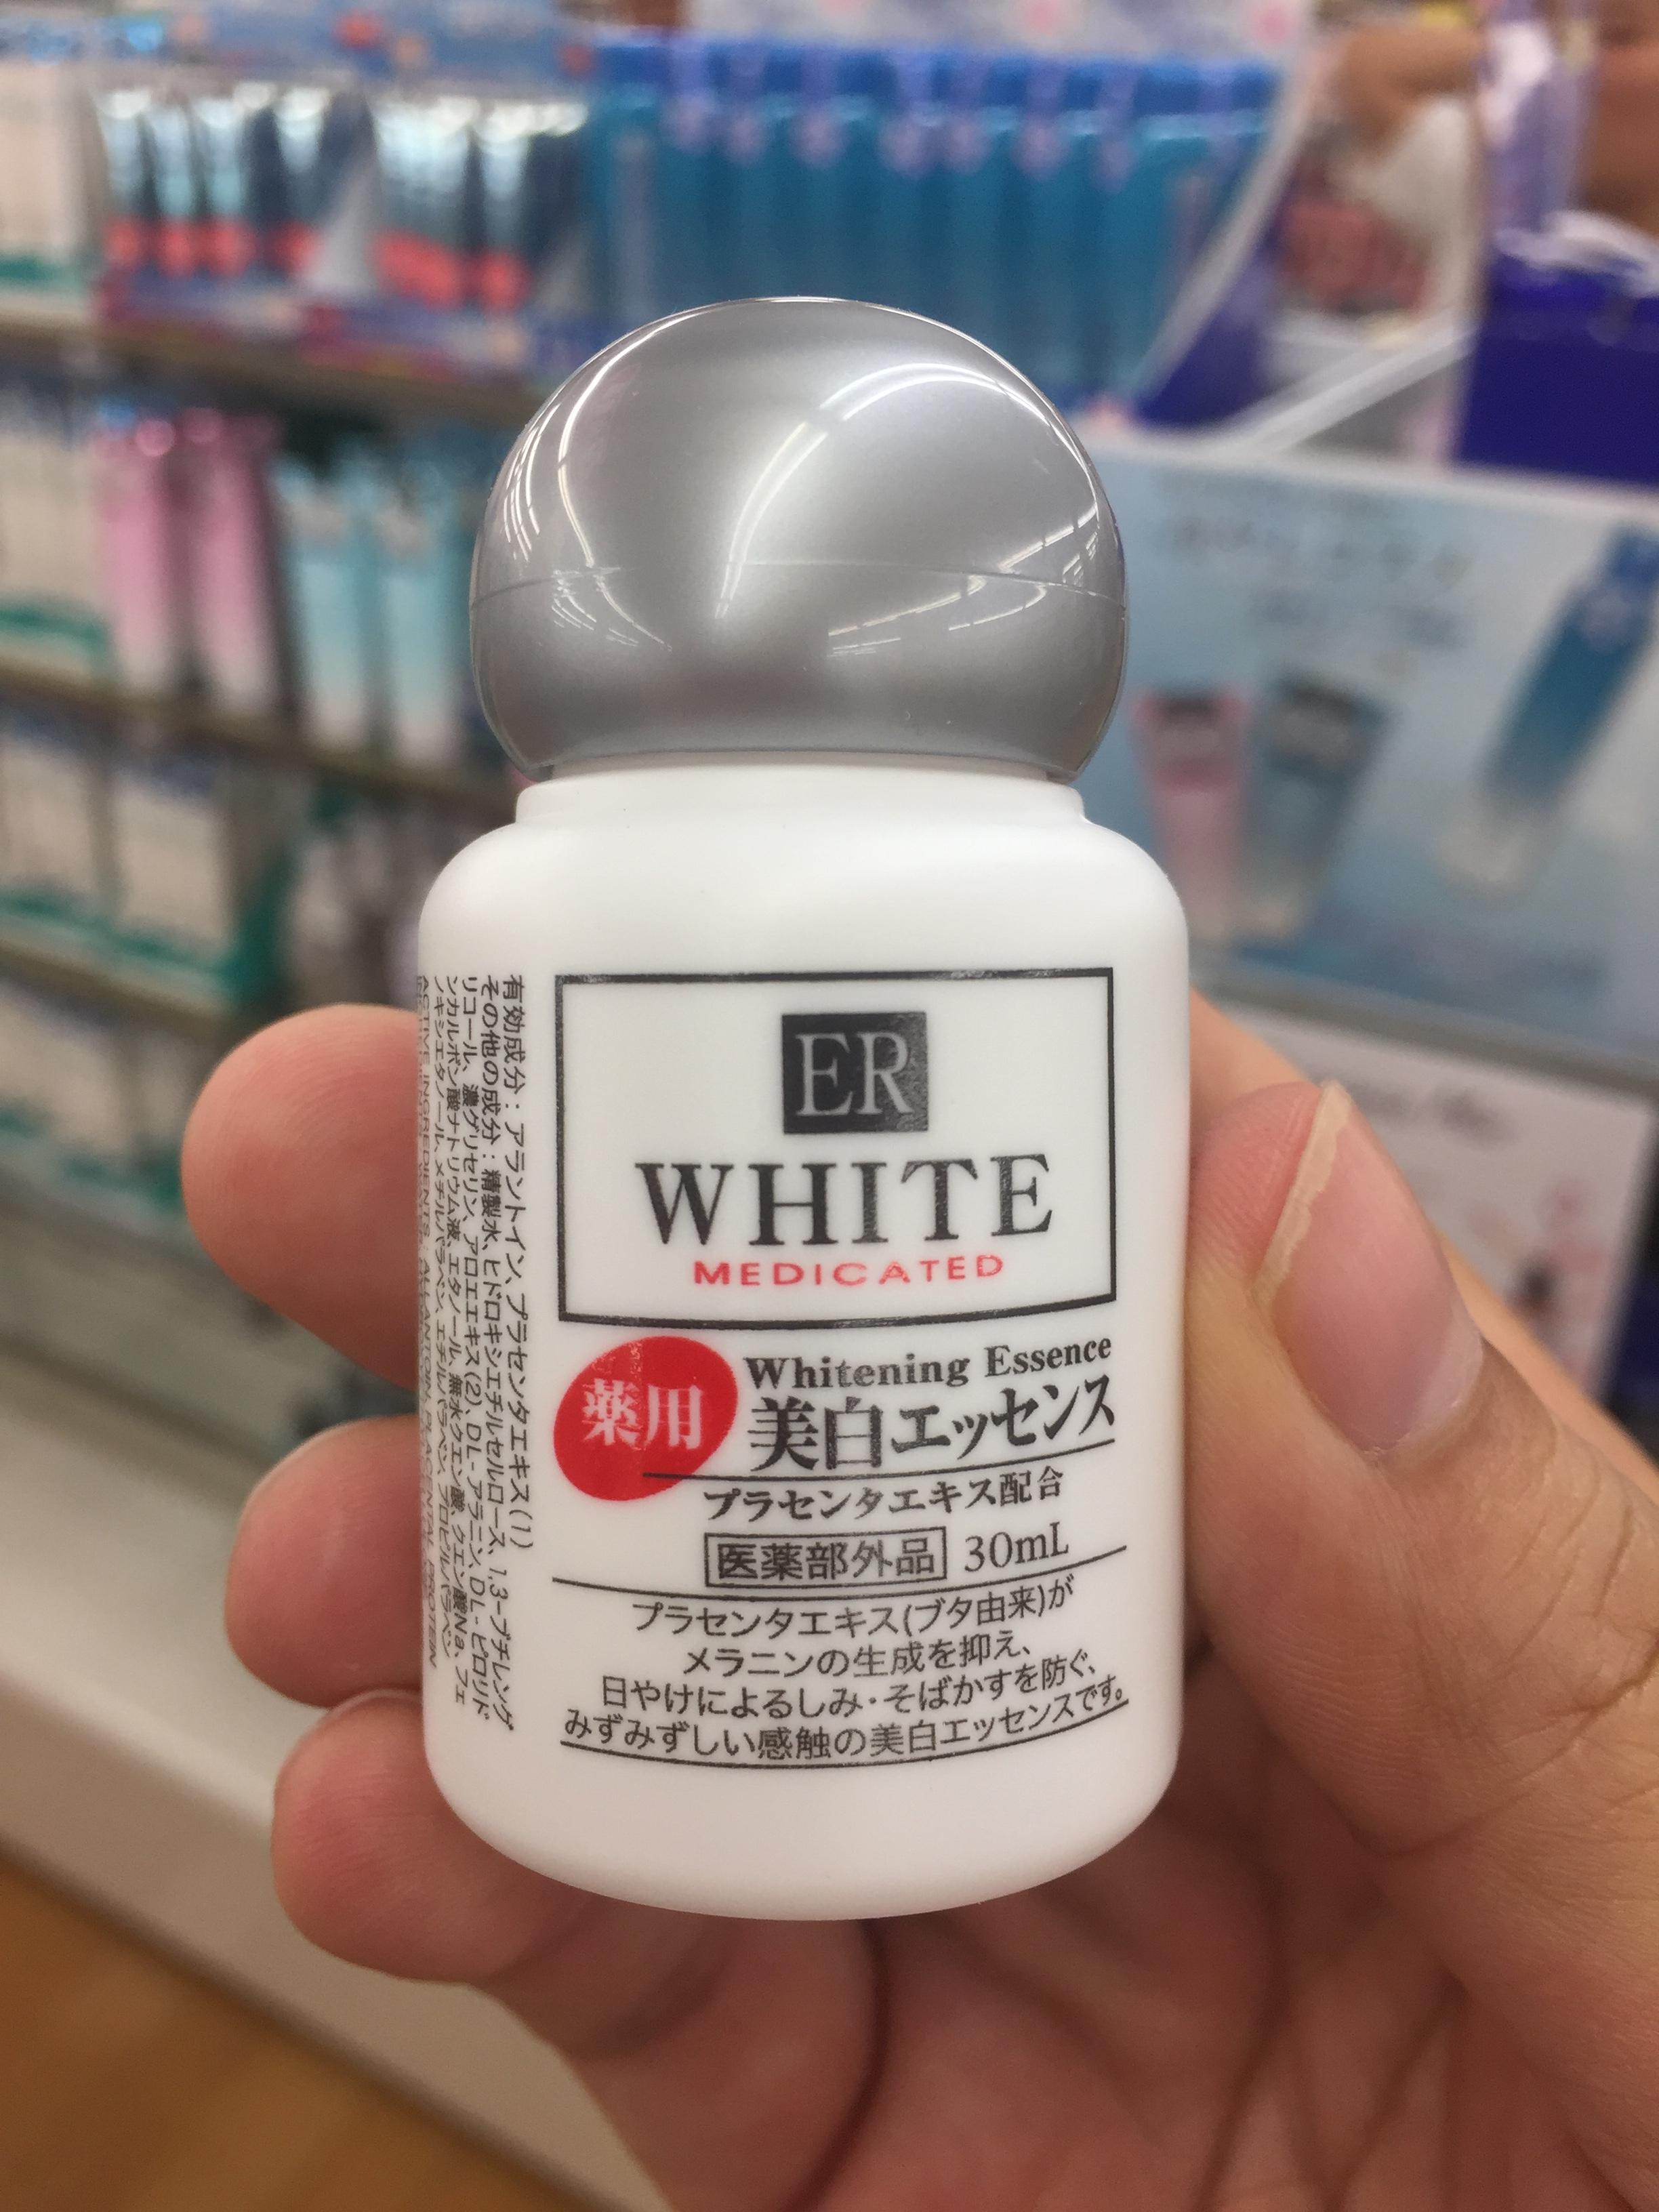 ER
WHITE
MEDICATED
薬用
Whitening Essence
美白エッセンス
プラセンタエキス配合
医薬部外品 30mL
プラセンタエキス(ブタ由来)が
メラニンの生成を抑え、
日やけによるしみ・そばかすを防ぐ、
みずみずしい感触の美白エッセンスです。
有効成分:アラントイン、プラセンタエキス(1)
その他の成分:精製水、ヒドロキシエチルセルロース、1,3-ブチレング
リコール、濃グリセリン、アロエエキス(2)、DL-アラニン、DL-ピロリド
ンカルボン酸ナトリウム液、エタノール、無水クエン酸、クエン酸Na、フェ
ノキシエタノール、メチルパラベン、エチルパラベン、プロピルパラベン
ACTIVE INGREDIENTS: ALLANTOIN, PLACENTAL PROTEIN